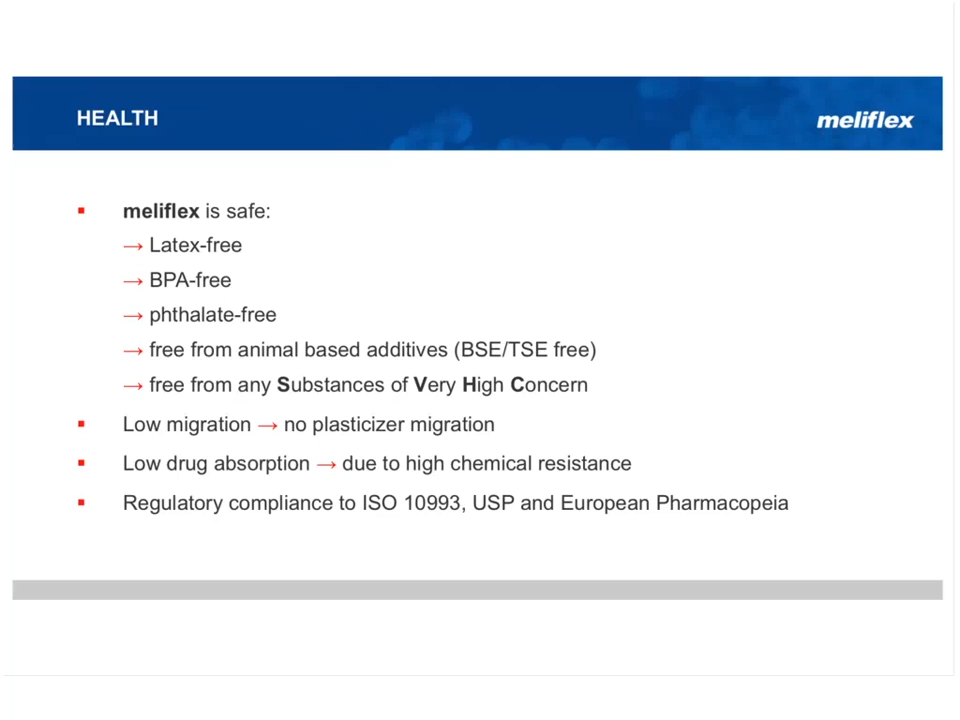 HEALTH
meliflex
▪ meliflex is safe:
→ Latex-free
→ BPA-free
→ phthalate-free
→ free from animal based additives (BSE/TSE free)
→ free from any Substances of Very High Concern
▪ Low migration → no plasticizer migration
▪ Low drug absorption → due to high chemical resistance
▪ Regulatory compliance to ISO 10993, USP and European Pharmacopeia